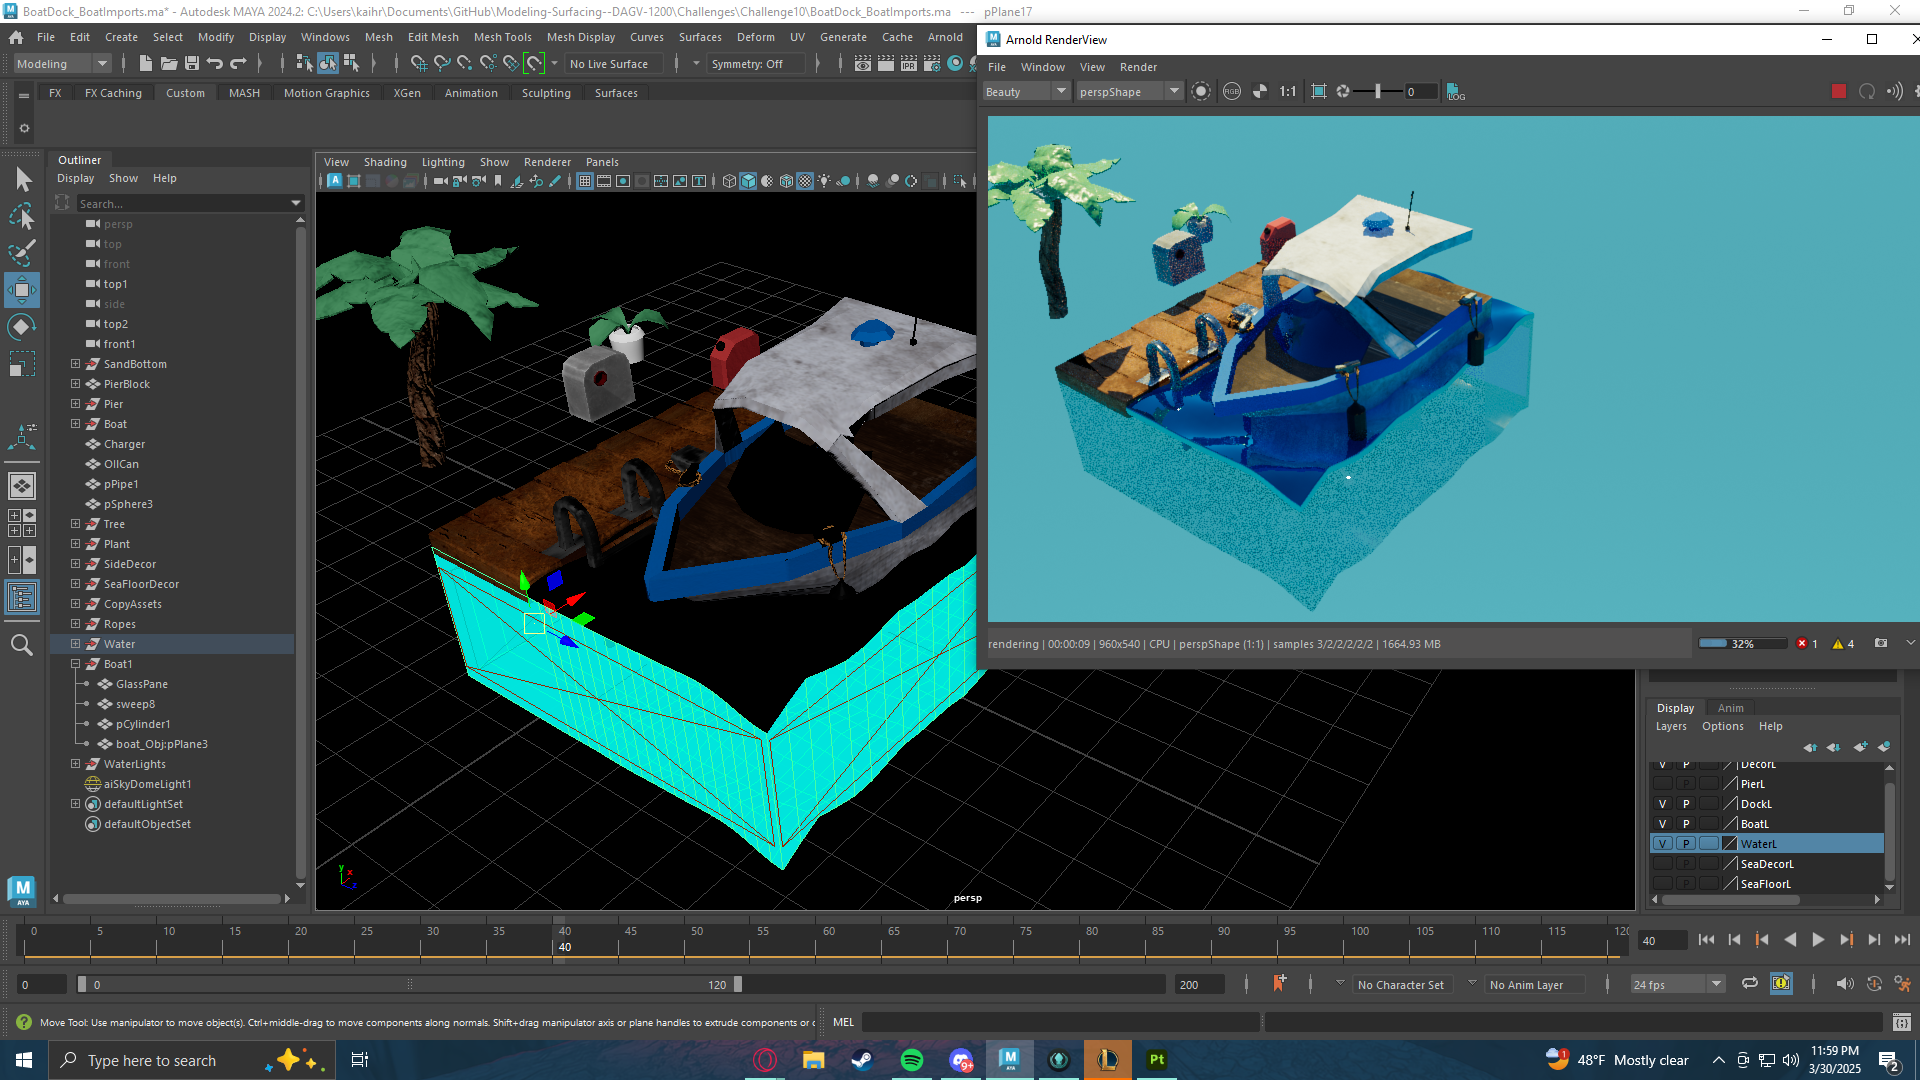 BoatDock_BoatImports.ma* - Autodesk MAYA 2024.2: C:\Users\kaihr\Documents\GitHub\Modeling-Surfacing--DAGV-1200\Challenges\Challenge10\BoatDock_BoatImports.ma --- pPlane17
File Edit Create Select Modify Display Windows Mesh Edit Mesh Mesh Tools Mesh Display Curves Surfaces Deform UV Generate Cache Arnold
Modeling No Live Surface Symmetry: Off
FX FX Caching Custom MASH Motion Graphics XGen Animation Sculpting Surfaces
Arnold RenderView
File Window View Render
Beauty perspShape 1:1 0 LOG
Outliner
Display Show Help
Search...
persp
top
front
top1
side
top2
front1
SandBottom
PierBlock
Pier
Boat
Charger
OilCan
pPipe1
pSphere3
Tree
Plant
SideDecor
SeaFloorDecor
CopyAssets
Ropes
Water
Boat1
GlassPane
sweep8
pCylinder1
boat_Obj:pPlane3
WaterLights
aiSkyDomeLight1
defaultLightSet
defaultObjectSet
View Shading Lighting Show Renderer Panels
persp
rendering | 00:00:09 | 960x540 | CPU | perspShape (1:1) | samples 3/2/2/2/2/2 | 1664.93 MB
32% 1 4
Display Anim
Layers Options Help
V P DecorL
P PierL
V P DockL
V P BoatL
V P WaterL
SeaDecorL
SeaFloorL
0 5 10 15 20 25 30 35 40 45 50 55 60 65 70 75 80 85 90 95 100 105 110 115 120
40
40
0 0 120 200 No Character Set No Anim Layer 24 fps
Move Tool: Use manipulator to move object(s). Ctrl+middle-drag to move components along normals. Shift+drag manipulator axis or plane handles to extrude components or
MEL
Type here to search
9+
Pt
48°F Mostly clear
11:59 PM
3/30/2025
2